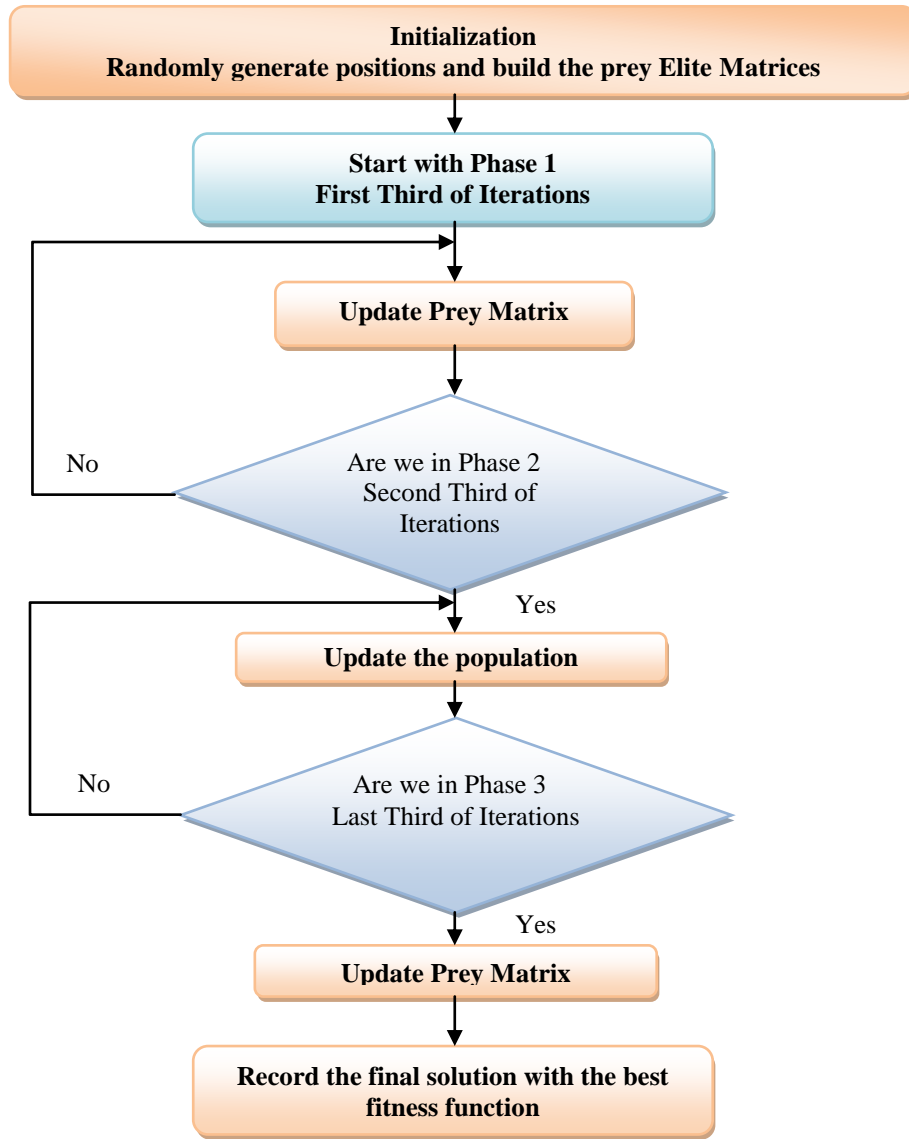 Initialization
Randomly generate positions and build the prey Elite Matrices
Start with Phase 1
First Third of Iterations
Update Prey Matrix
Are we in Phase 2
Second Third of
Iterations
No
Yes
Update the population
Are we in Phase 3
Last Third of Iterations
No
Yes
Update Prey Matrix
Record the final solution with the best
fitness function